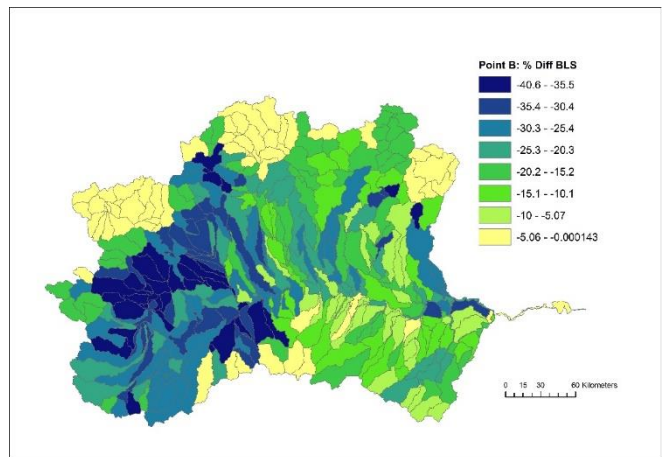 Point B: % Diff BLS
-40.6 - -35.5
-35.4 - -30.4
-30.3 - -25.4
-25.3 - -20.3
-20.2 - -15.2
-15.1 - -10.1
-10 - -5.07
-5.06 - -0.000143
0 15 30 60 Kilometers